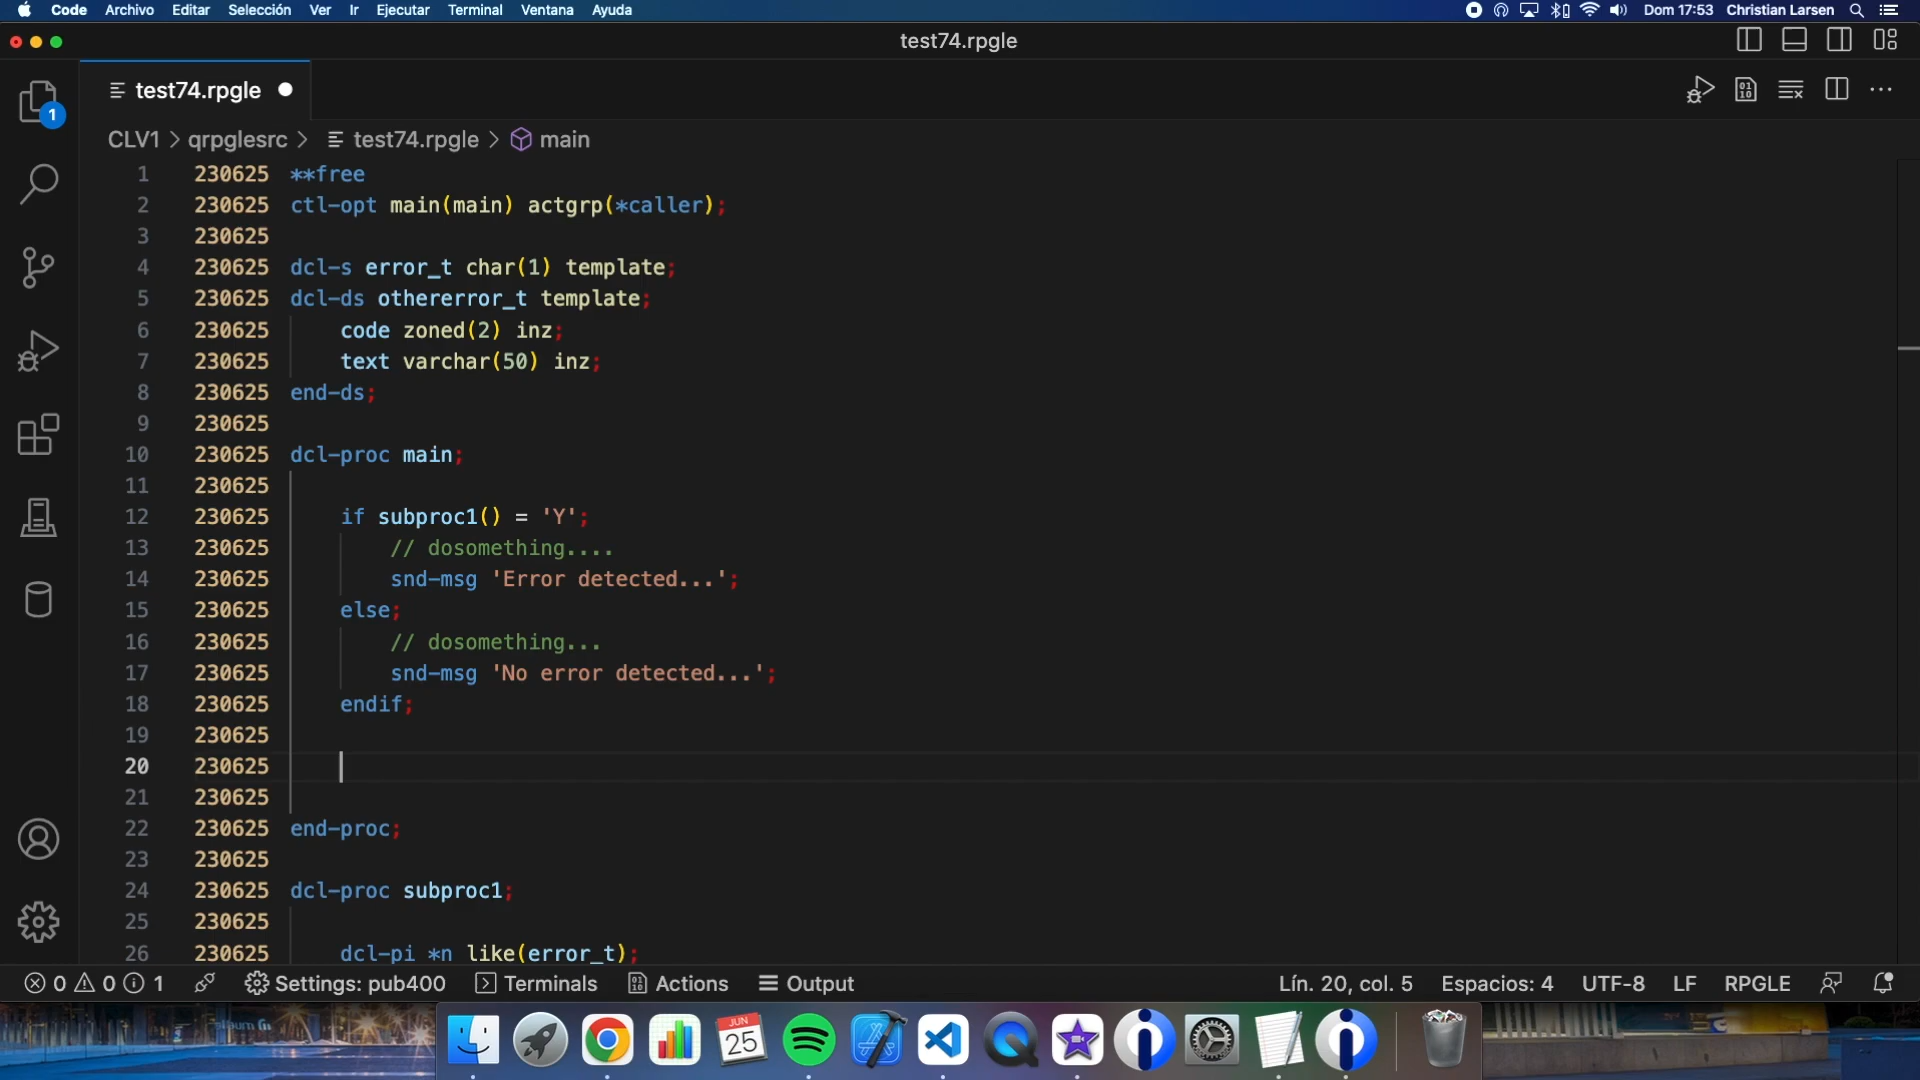 Code Archivo Editar Selección Ver Ir Ejecutar Terminal Ventana Ayuda Dom 17:53 Christian Larsen
test74.rpgle
test74.rpgle
1
CLV1 > qrpglesrc > test74.rpgle > main
1 230625 **free
2 230625 ctl-opt main(main) actgrp(*caller);
3 230625
4 230625 dcl-s error_t char(1) template;
5 230625 dcl-ds othererror_t template;
6 230625 code zoned(2) inz;
7 230625 text varchar(50) inz;
8 230625 end-ds;
9 230625
10 230625 dcl-proc main;
11 230625
12 230625 if subproc1() = 'Y';
13 230625 // dosomething....
14 230625 snd-msg 'Error detected...';
15 230625 else;
16 230625 // dosomething...
17 230625 snd-msg 'No error detected...';
18 230625 endif;
19 230625
20 230625
21 230625
22 230625 end-proc;
23 230625
24 230625 dcl-proc subproc1;
25 230625
26 230625 dcl-pi *n like(error_t);
0 0 1 Settings: pub400 Terminals Actions Output Lín. 20, col. 5 Espacios: 4 UTF-8 LF RPGLE
JUN
25